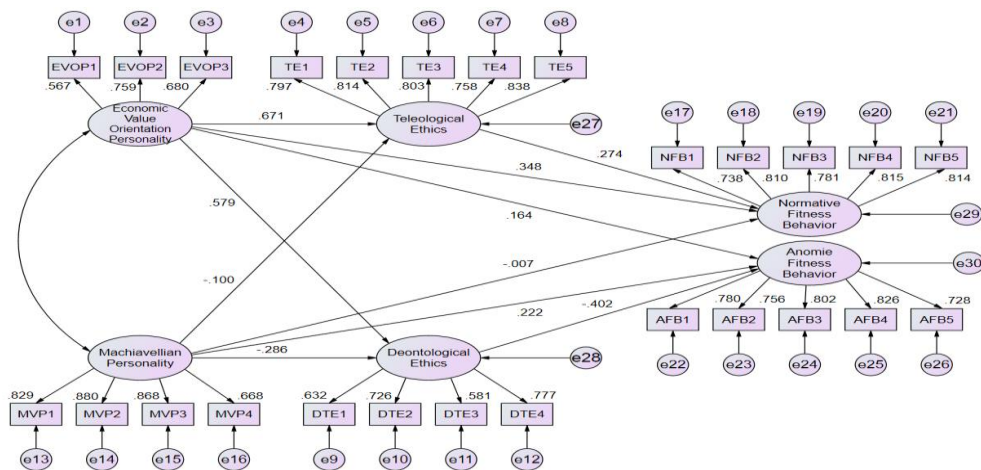 e1 e2 e3 e4 e5 e6 e7 e8
EVOP1 EVOP2 EVOP3 TE1 TE2 TE3 TE4 TE5
.567 .759 .680 .797 .814 .803 .758 .838
Economic
Value
Orientation
Personality
.671
Teleological
Ethics
e27
e17 e18 e19 e20 e21
NFB1 NFB2 NFB3 NFB4 NFB5
.738 .810 .781 .815 .814
.274
.348
.579
.164
Normative
Fitness
Behavior
e29
Anomie
Fitness
Behavior
e30
-.007
-.100
.222
-.402
.780 .756 .802 .826 .728
AFB1 AFB2 AFB3 AFB4 AFB5
e22 e23 e24 e25 e26
Machiavellian
Personality
-.286
Deontological
Ethics
e28
.829 .880 .868 .668 .632 .726 .581 .777
MVP1 MVP2 MVP3 MVP4 DTE1 DTE2 DTE3 DTE4
e13 e14 e15 e16 e9 e10 e11 e12